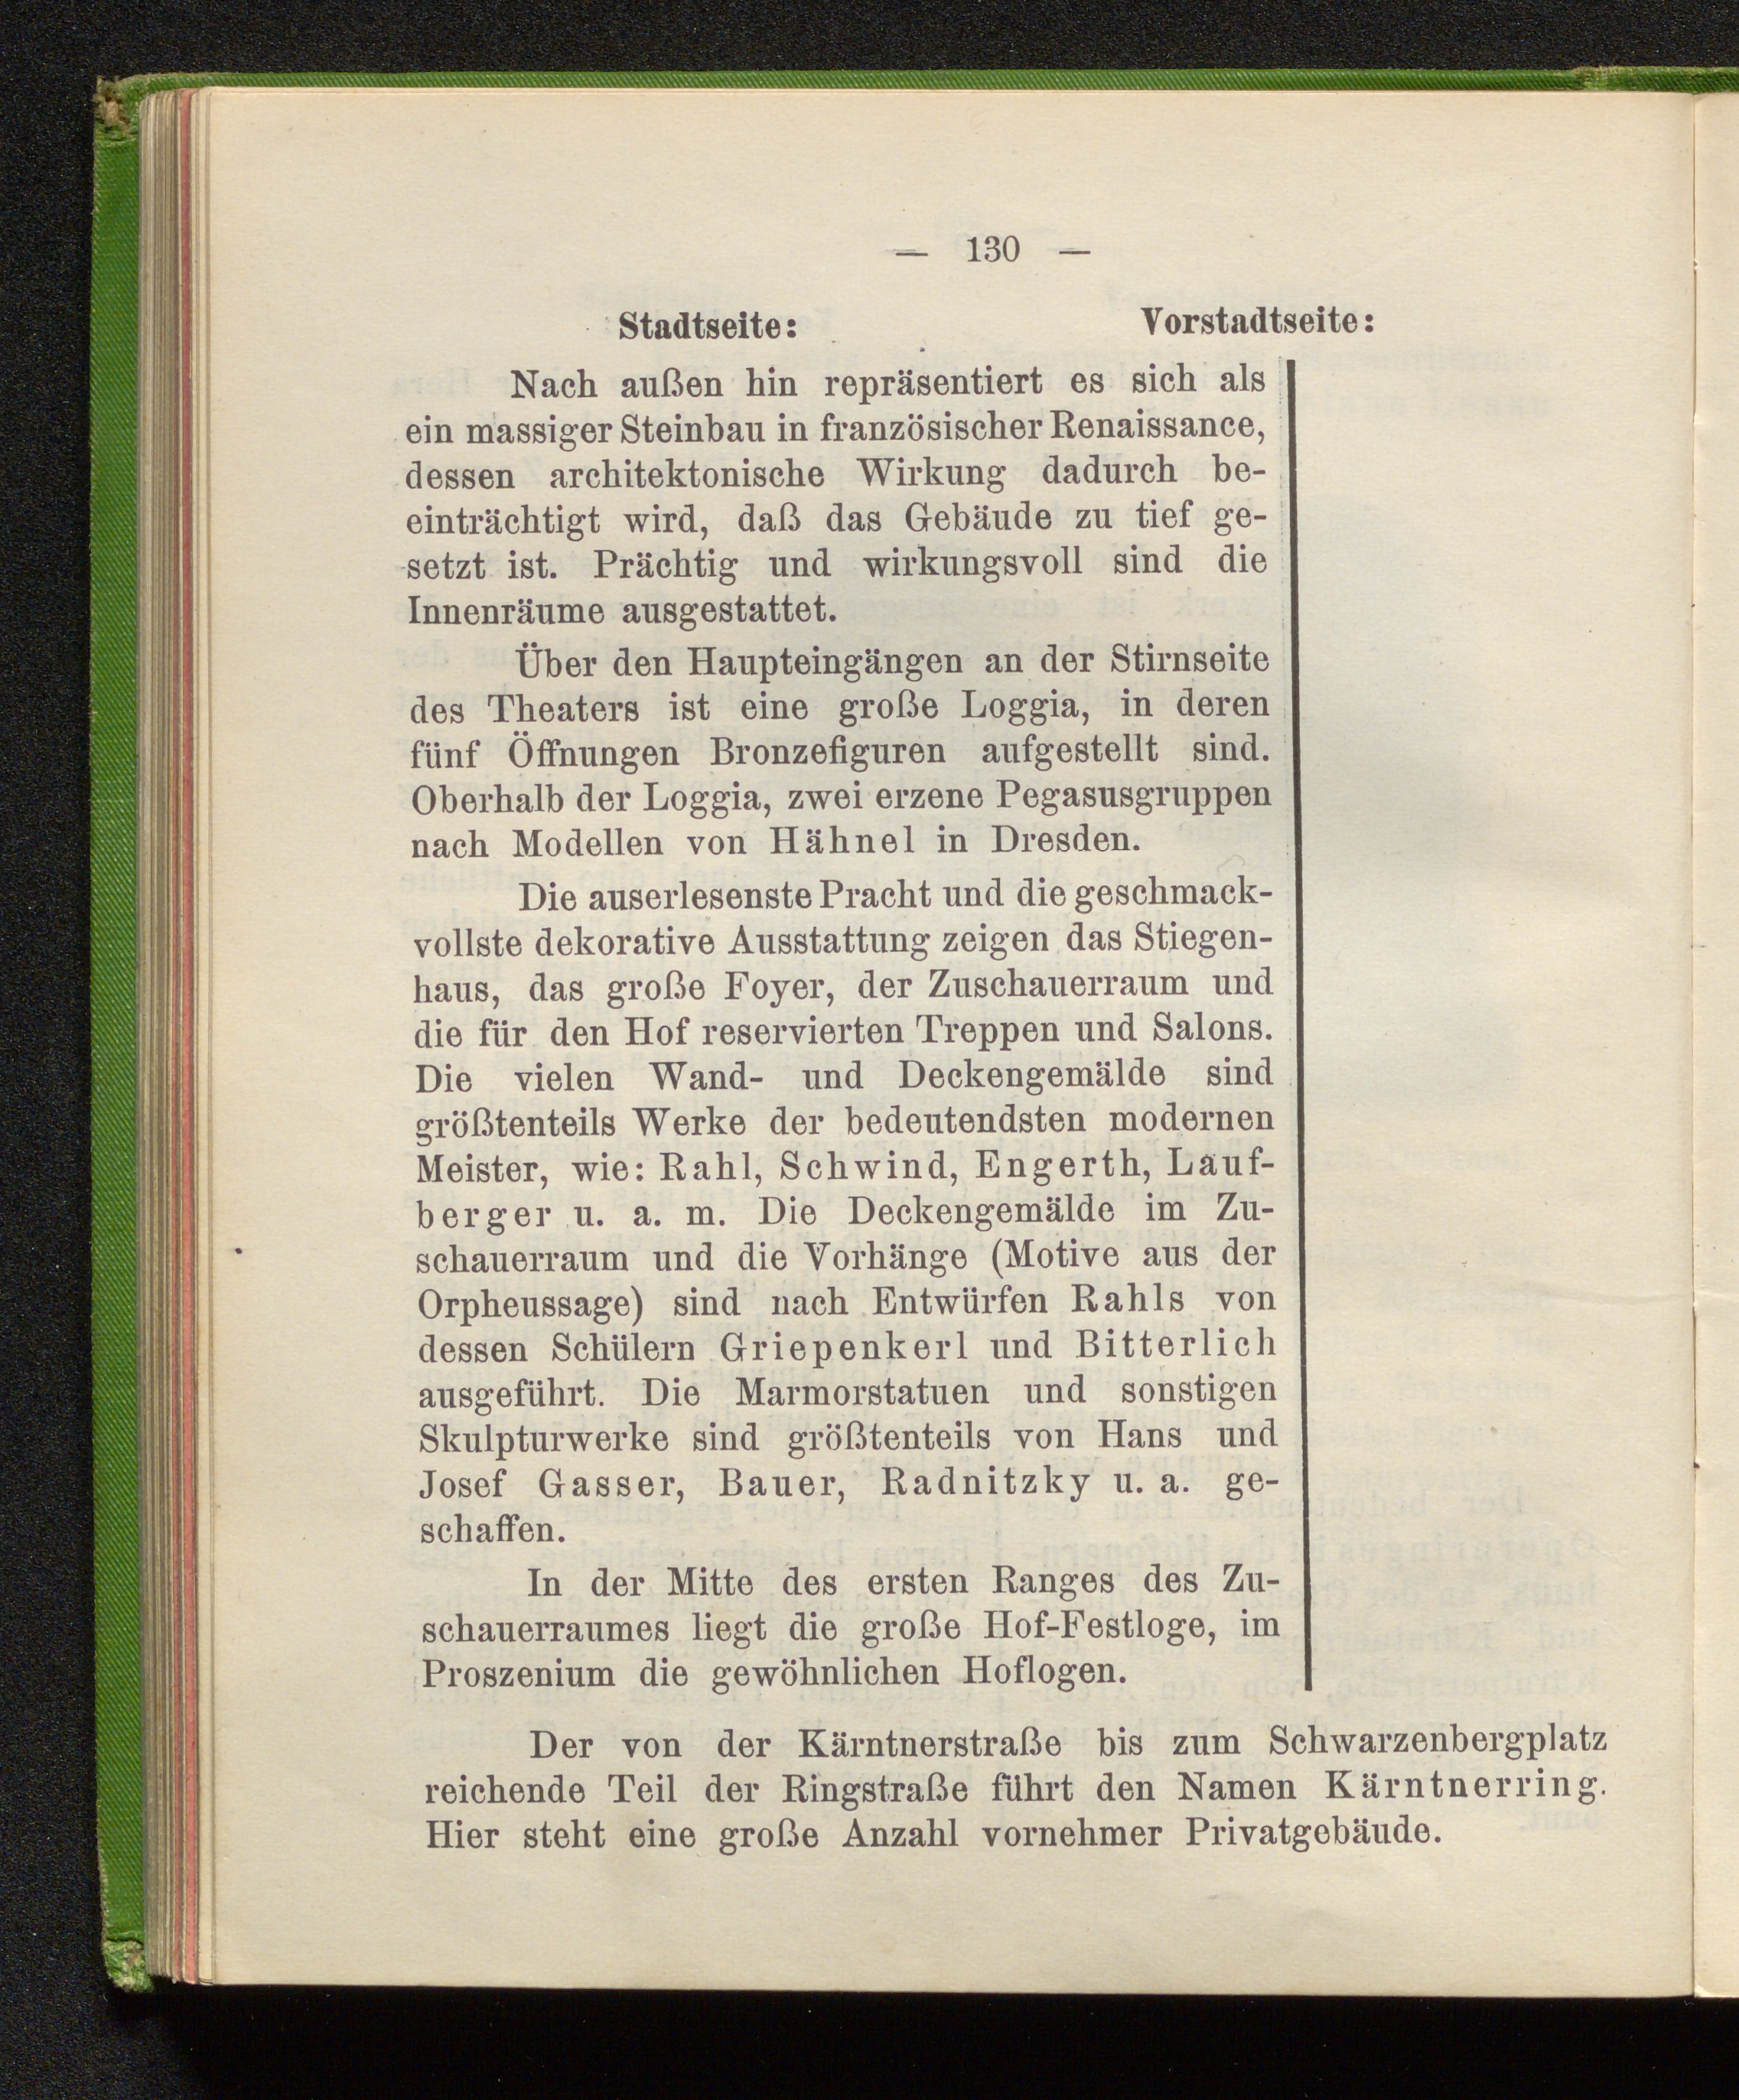 — 130 —
Stadtseite: Vorstadtseite:
Nach außen hin repräsentiert es sich als
ein massiger Steinbau in französischer Renaissance,
dessen architektonische Wirkung dadurch be-
einträchtigt wird, daß das Gebäude zu tief ge-
setzt ist. Prächtig und wirkungsvoll sind die
Innenräume ausgestattet.
Über den Haupteingängen an der Stirnseite
des Theaters ist eine große Loggia, in deren
fünf Öffnungen Bronzefiguren aufgestellt sind.
Oberhalb der Loggia, zwei erzene Pegasusgruppen
nach Modellen von Hähnel in Dresden.
Die auserlesenste Pracht und die geschmack-
vollste dekorative Ausstattung zeigen das Stiegen-
haus, das große Foyer, der Zuschauerraum und
die für den Hof reservierten Treppen und Salons.
Die vielen Wand- und Deckengemälde sind
größtenteils Werke der bedeutendsten modernen
Meister, wie: Rahl, Schwind, Engerth, Lauf-
berger u. a. m. Die Deckengemälde im Zu-
schauerraum und die Vorhänge (Motive aus der
Orpheussage) sind nach Entwürfen Rahls von
dessen Schülern Griepenkerl und Bitterlich
ausgeführt. Die Marmorstatuen und sonstigen
Skulpturwerke sind größtenteils von Hans und
Josef Gasser, Bauer, Radnitzky u. a. ge-
schaffen.
In der Mitte des ersten Ranges des Zu-
schauerraumes liegt die große Hof-Festloge, im
Proszenium die gewöhnlichen Hoflogen.
Der von der Kärntnerstraße bis zum Schwarzenbergplatz
reichende Teil der Ringstraße führt den Namen Kärntnerring.
Hier steht eine große Anzahl vornehmer Privatgebäude.